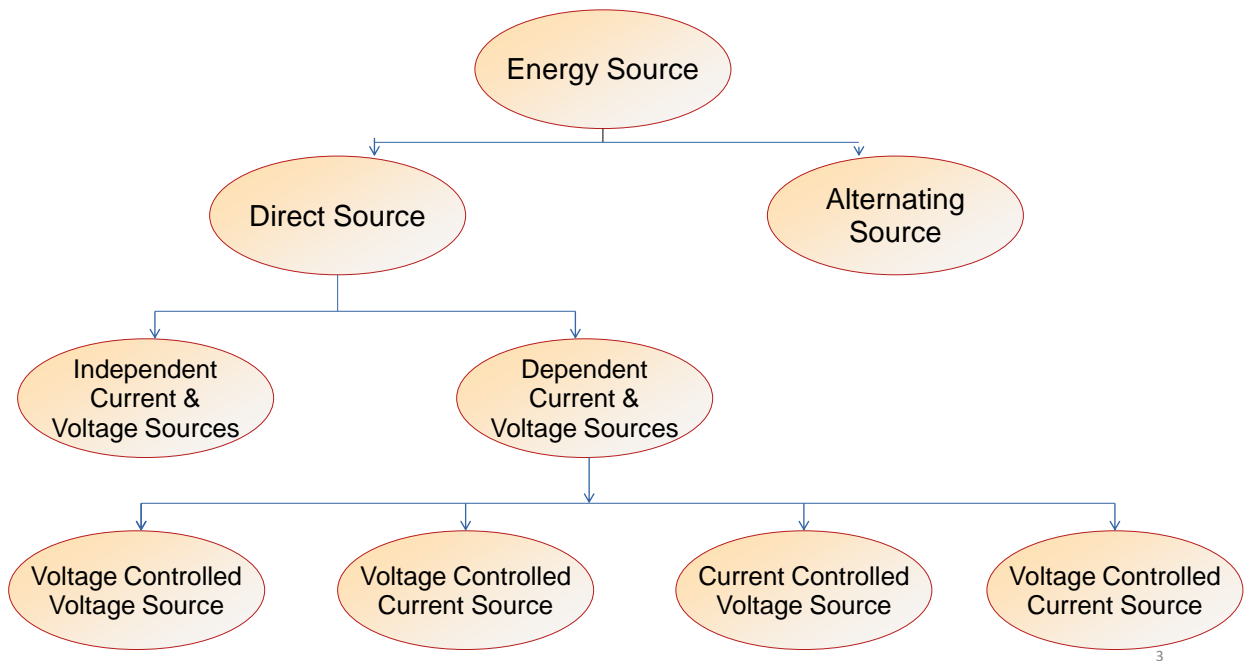 Energy Source
Direct Source
Alternating
Source
Independent
Current &
Voltage Sources
Dependent
Current &
Voltage Sources
Voltage Controlled
Voltage Source
Voltage Controlled
Current Source
Current Controlled
Voltage Source
Voltage Controlled
Current Source
3